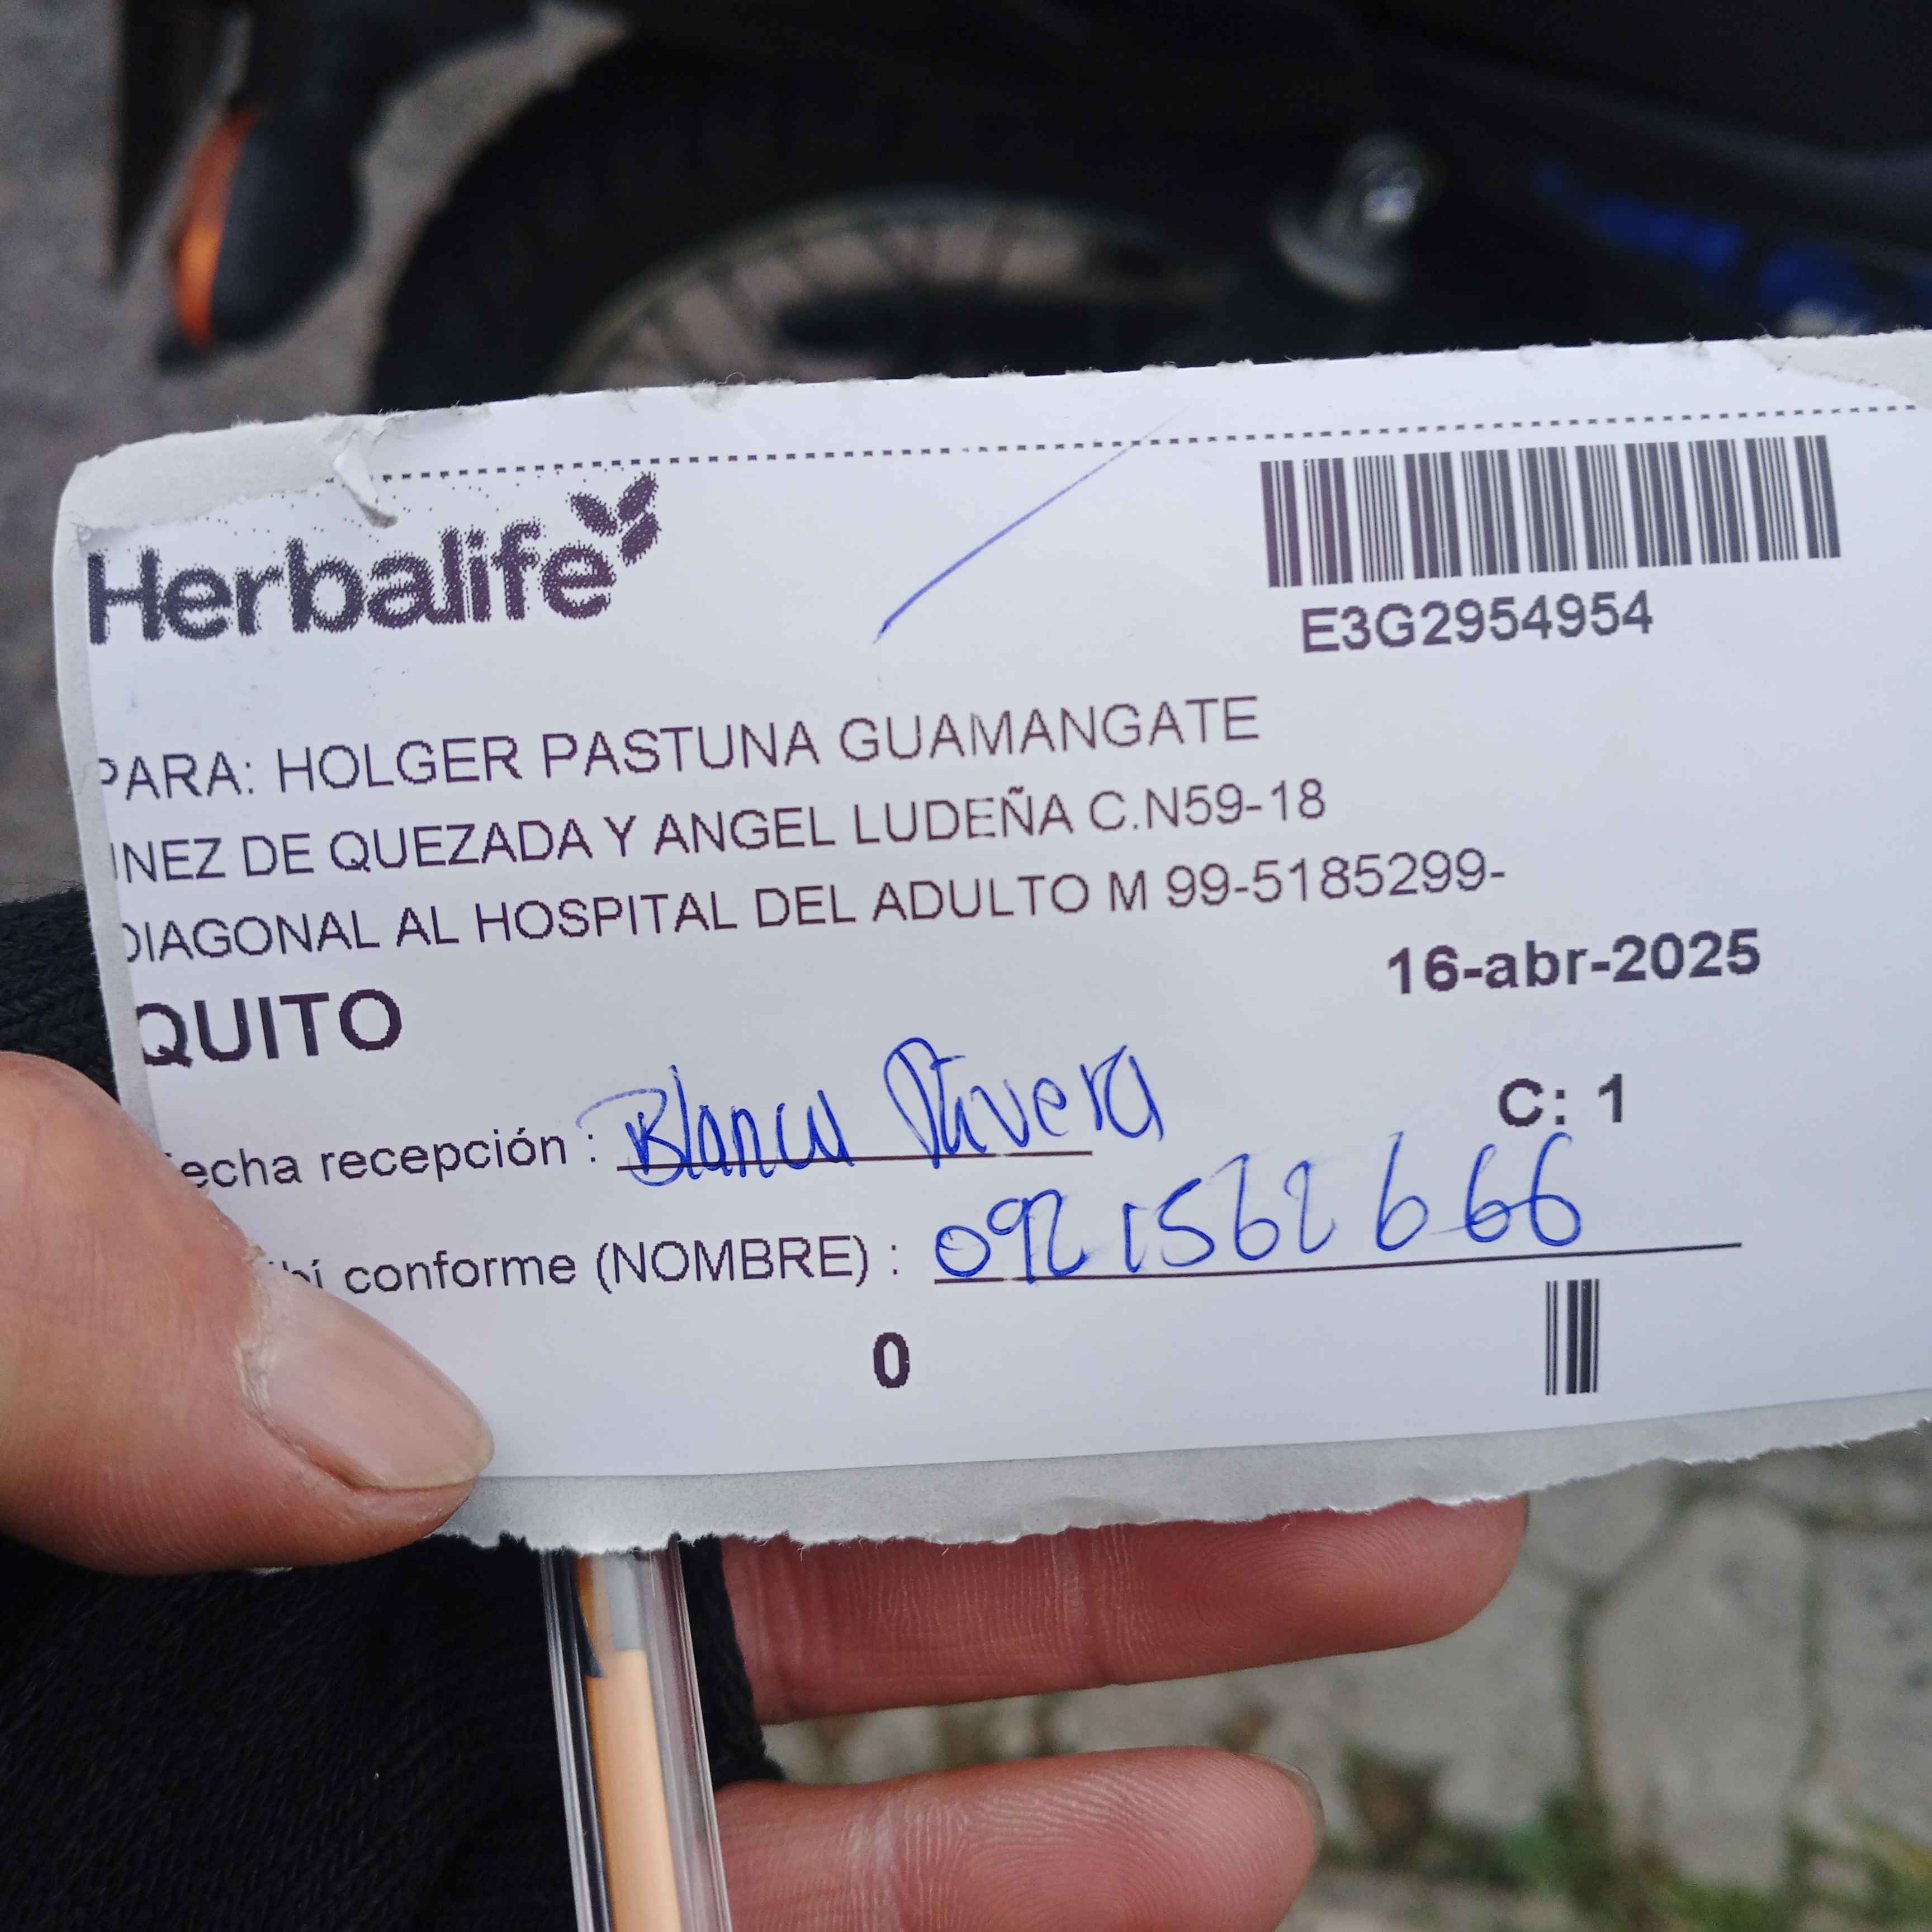 Herbalife
E3G2954954
PARA: HOLGER PASTUNA GUAMANGATE
INEZ DE QUEZADA Y ANGEL LUDEÑA C.N59-18
DIAGONAL AL HOSPITAL DEL ADULTO M 99-5185299-
16-abr-2025
QUITO
C: 1
echa recepción : Blanca Rivera
bí conforme (NOMBRE) : 0921562666
0